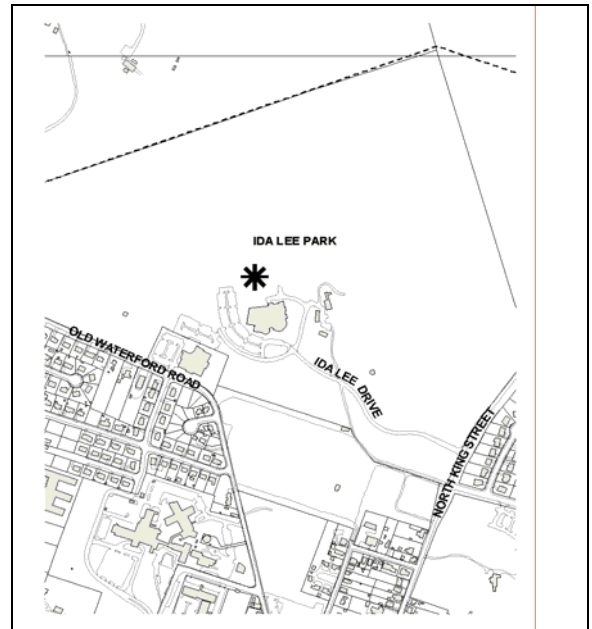 IDA LEE PARK
OLD WATERFORD ROAD
IDA LEE DRIVE
NORTH KING STREET